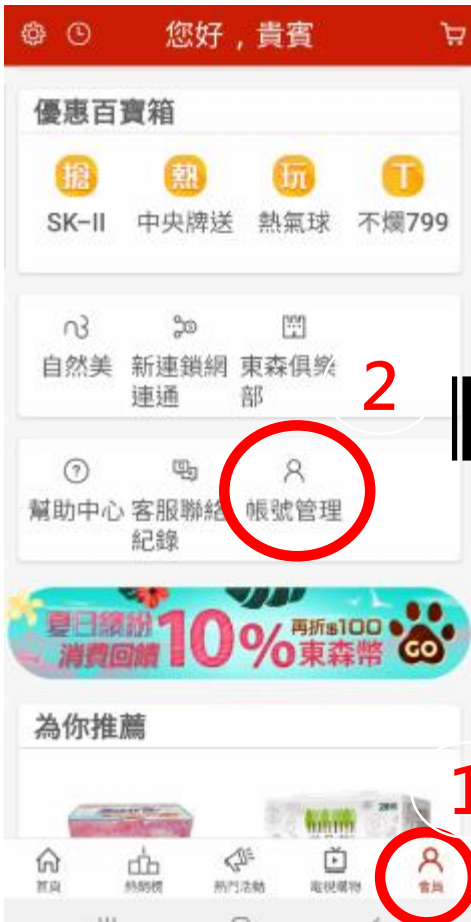 您好，貴賓
優惠百寶箱
搶 熱 玩 T
SK-II 中央牌送 熱氣球 不爛799
自然美 新連鎖網 東森俱樂
連通 部
2
幫助中心 客服聯絡 帳號管理
紀錄
夏日繽紛 10% 再折$100
消費回饋 東森幣 GO
為你推薦
1
首頁 熱銷榜 熱門活動 電視購物 會員